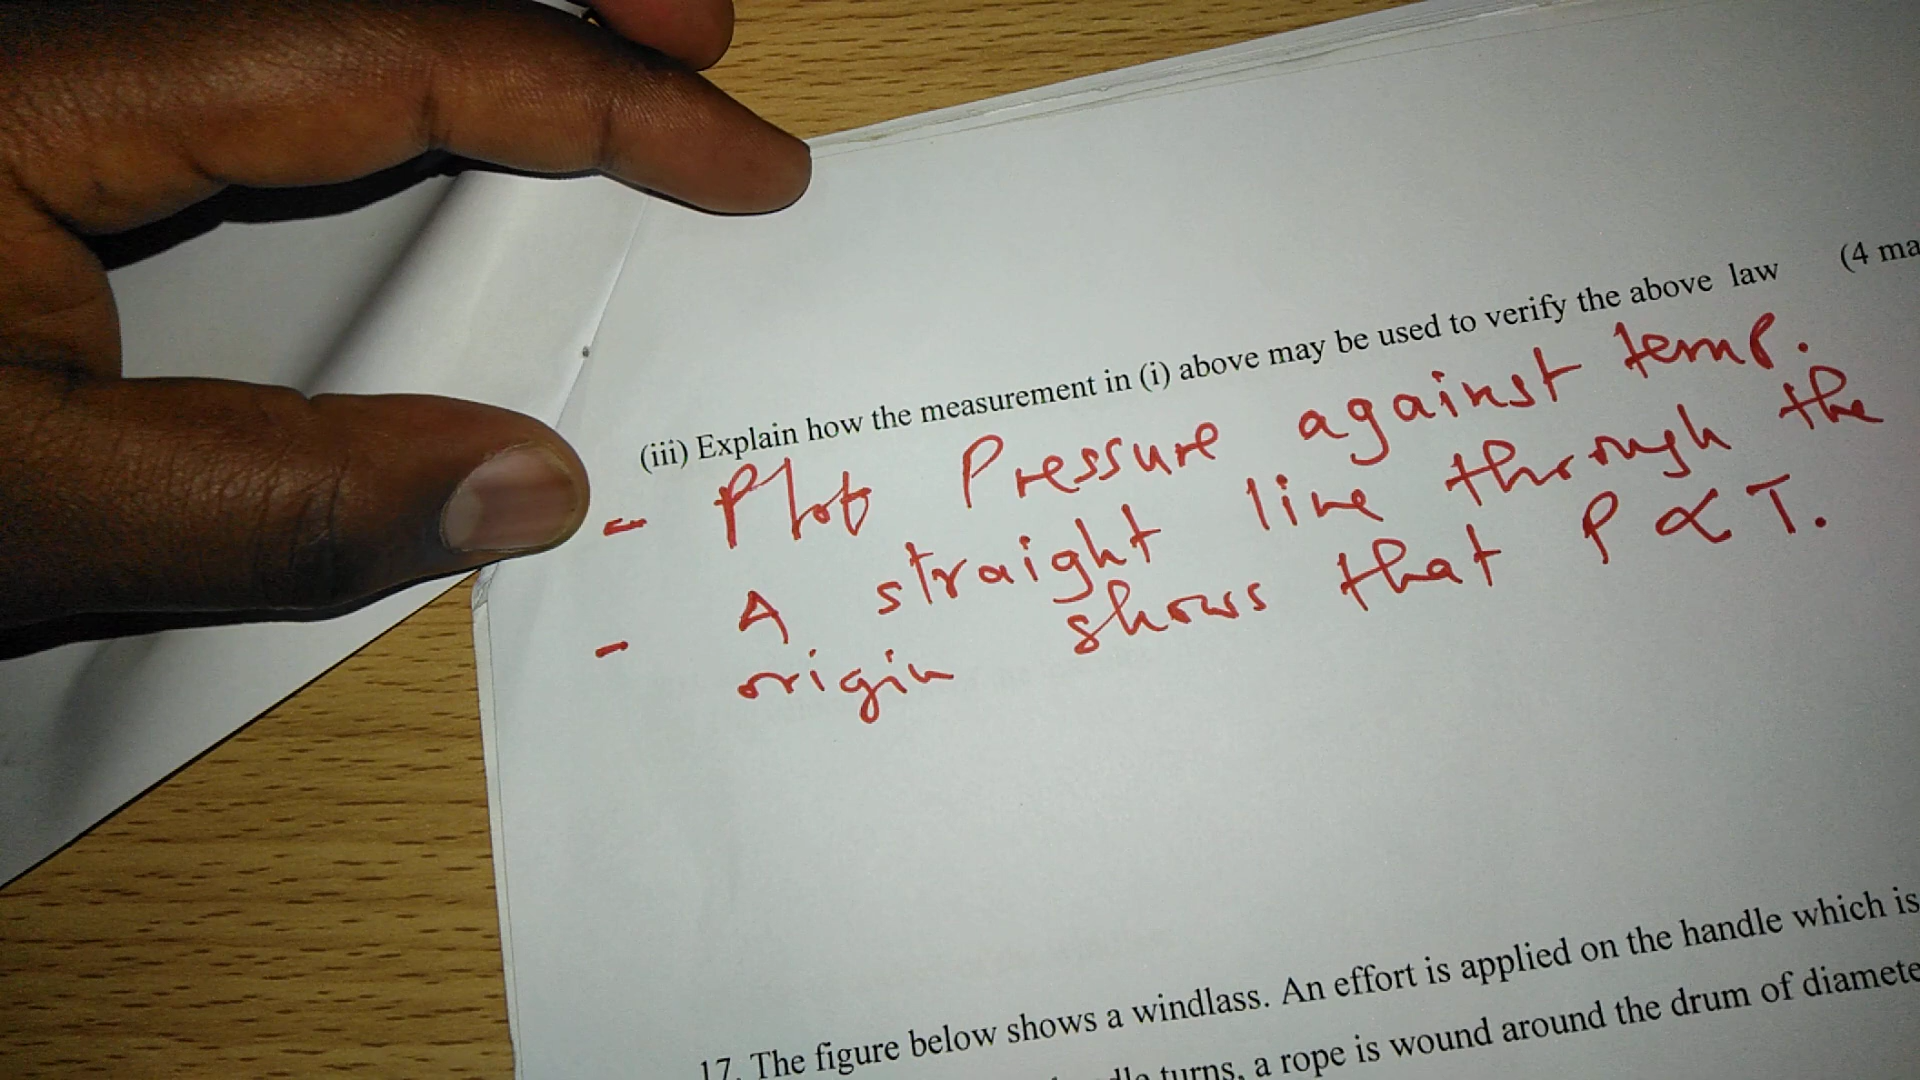 (iii) Explain how the measurement in (i) above may be used to verify the above law (4 ma
- Plot Pressure against temp.
- A straight line through the
origin shows that P ∝ T.
17. The figure below shows a windlass. An effort is applied on the handle which is
turns, a rope is wound around the drum of diamete